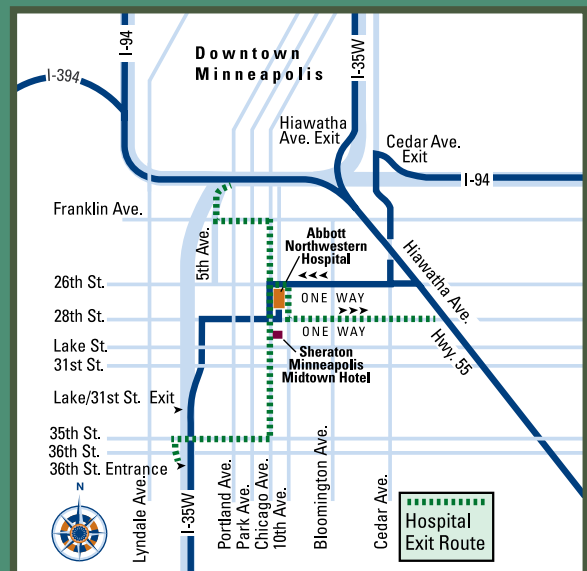 I-94
I-394
Downtown
Minneapolis
I-35W
Hiawatha
Ave. Exit
Cedar Ave.
Exit
I-94
Franklin Ave.
5th Ave.
Abbott
Northwestern
Hospital
Hiawatha Ave.
Hwy. 55
26th St.
ONE WAY
28th St.
ONE WAY
Lake St.
31st St.
Sheraton
Minneapolis
Midtown Hotel
Lake/31st St. Exit
35th St.
36th St.
36th St. Entrance
Lyndale Ave.
I-35W
Portland Ave.
Park Ave.
Chicago Ave.
10th Ave.
Bloomington Ave.
Cedar Ave.
N
Hospital
Exit Route